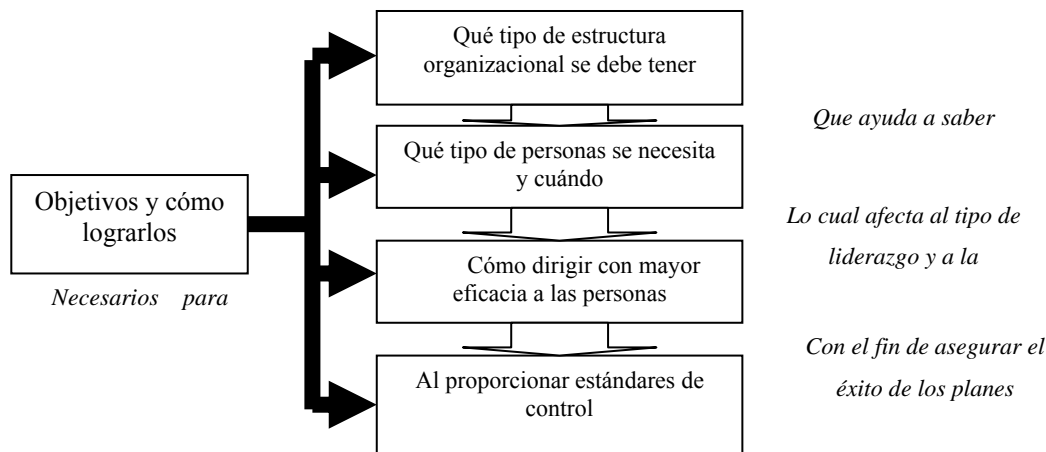 Qué tipo de estructura
organizacional se debe tener
Que ayuda a saber
Qué tipo de personas se necesita
y cuándo
Objetivos y cómo
lograrlos
Necesarios para
Lo cual afecta al tipo de
liderazgo y a la
Cómo dirigir con mayor
eficacia a las personas
Con el fin de asegurar el
éxito de los planes
Al proporcionar estándares de
control